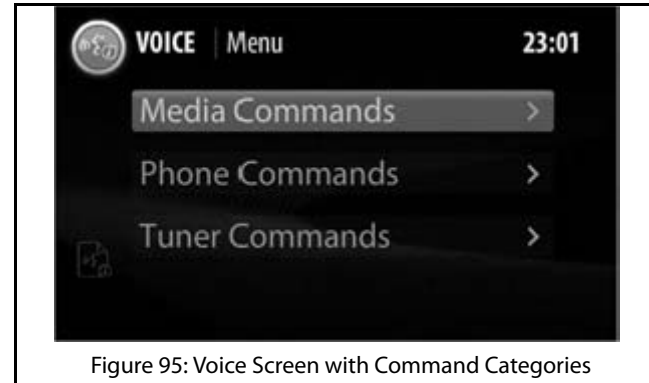 VOICE Menu 23:01
Media Commands >
Phone Commands >
Tuner Commands >
Figure 95: Voice Screen with Command Categories